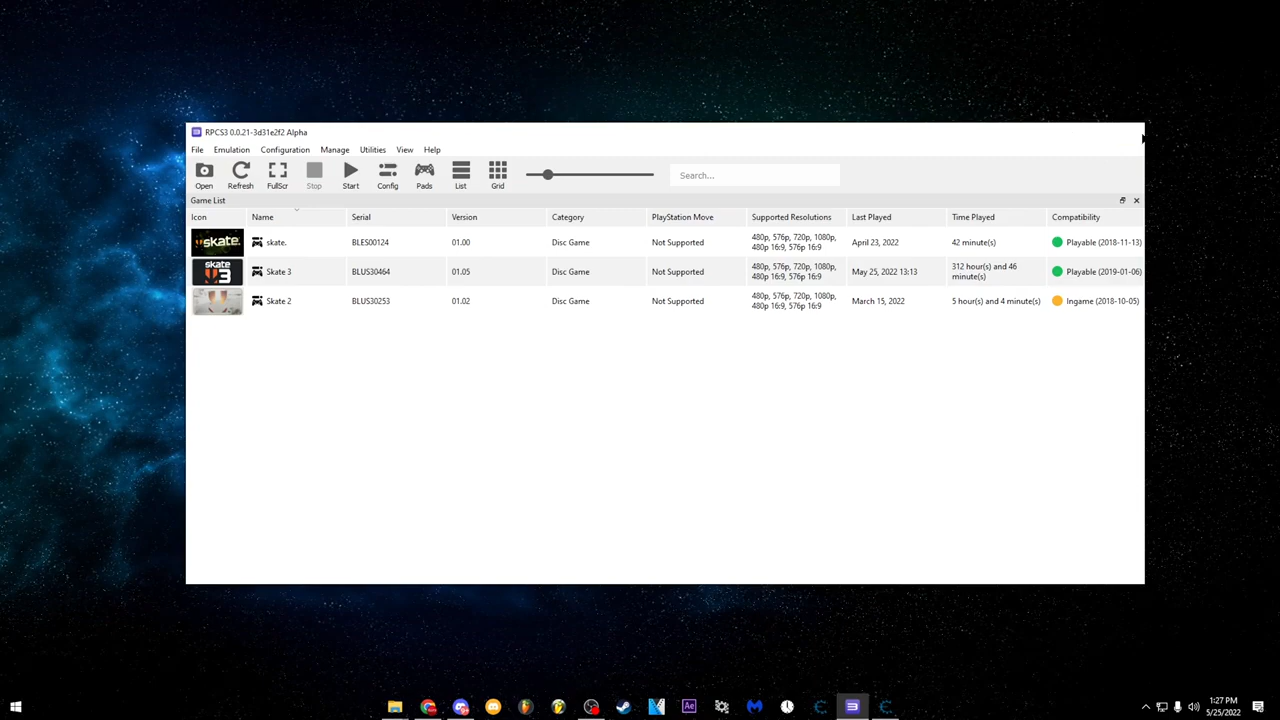 RPCS3 0.0.21-3d31e2f2 Alpha
File Emulation Configuration Manage Utilities View Help
Open Refresh FullScr Stop Start Config Pads List Grid Search...
Game List
Icon Name Serial Version Category PlayStation Move Supported Resolutions Last Played Time Played Compatibility
skate. skate. BLES00124 01.00 Disc Game Not Supported 480p, 576p, 720p, 1080p, April 23, 2022 42 minute(s) Playable (2018-11-13)
480p 16:9, 576p 16:9
skate 3 Skate 3 BLUS30464 01.05 Disc Game Not Supported 480p, 576p, 720p, 1080p, May 25, 2022 13:13 312 hour(s) and 46 Playable (2019-01-06)
480p 16:9, 576p 16:9 minute(s)
Skate 2 BLUS30253 01.02 Disc Game Not Supported 480p, 576p, 720p, 1080p, March 15, 2022 5 hour(s) and 4 minute(s) Ingame (2018-10-05)
480p 16:9, 576p 16:9
Ae
1:27 PM
5/25/2022